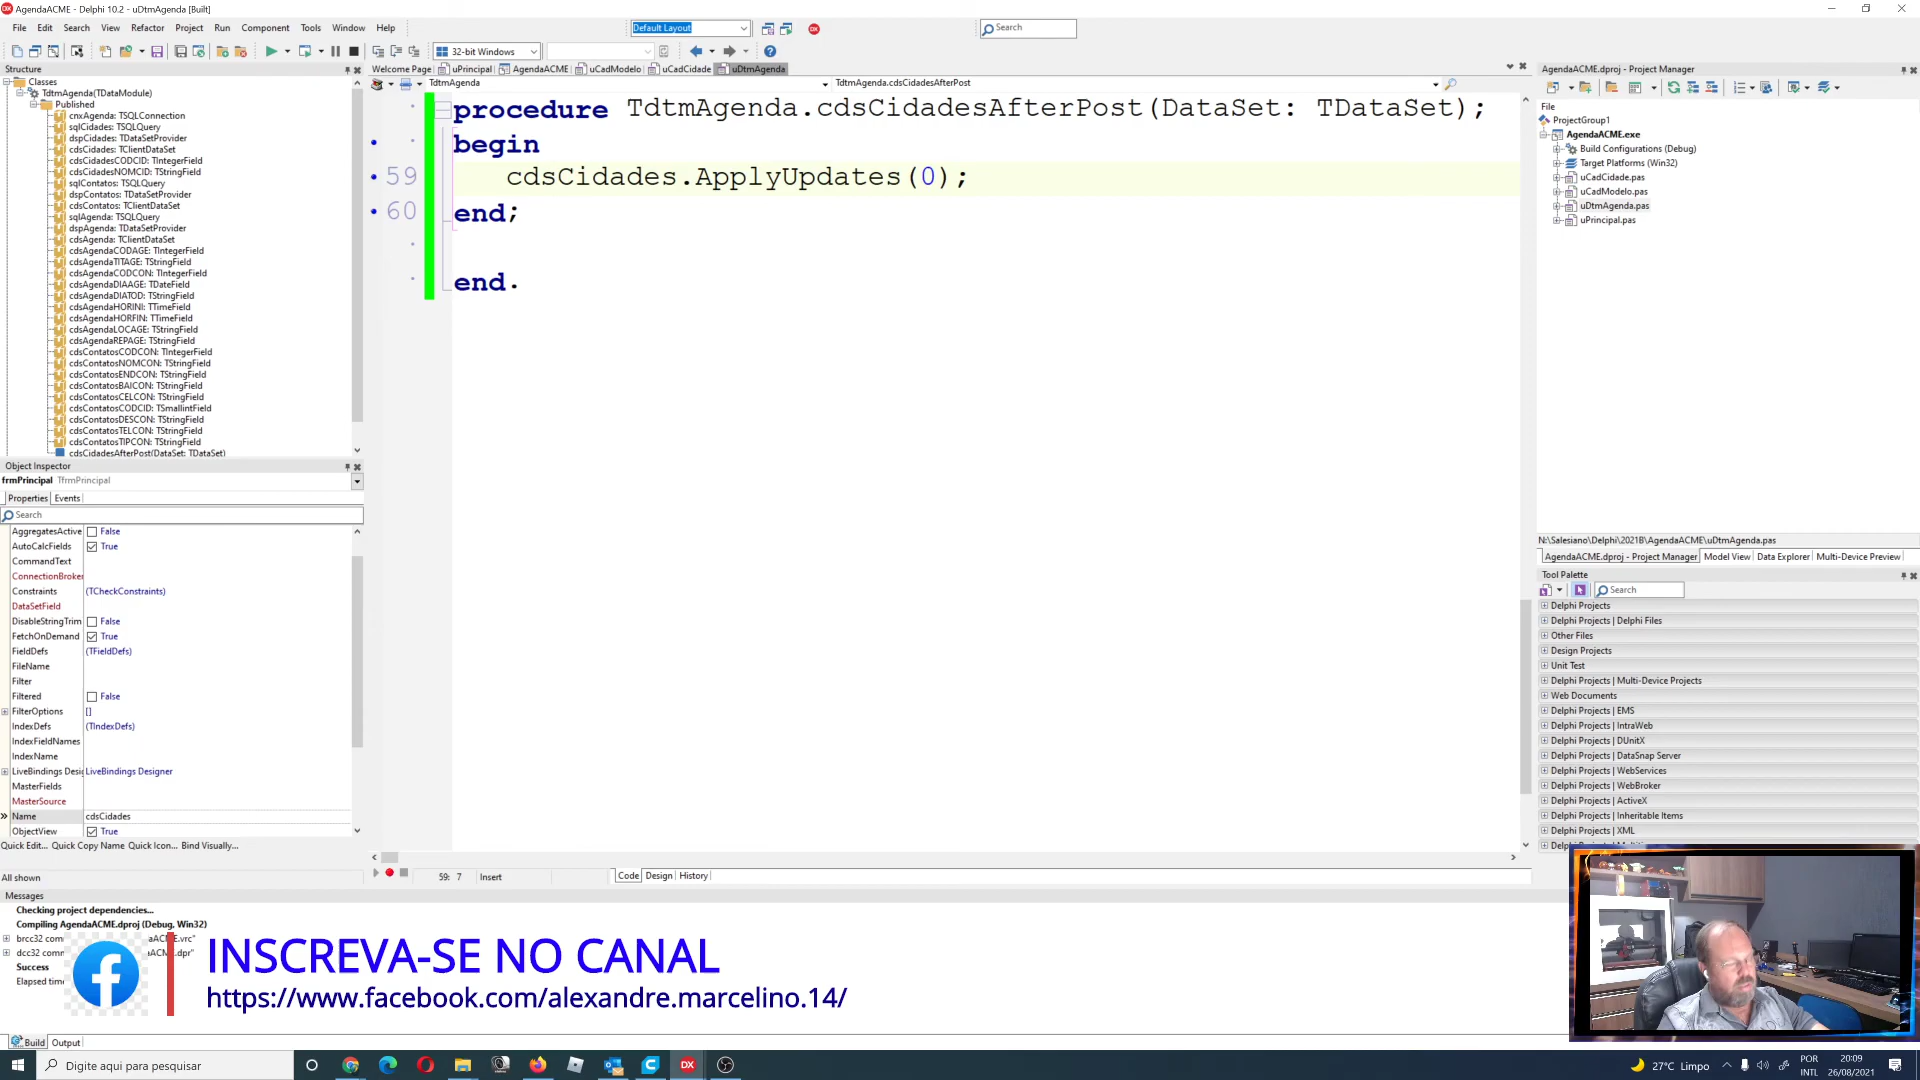 AgendaACME - Delphi 10.2 - uDtmAgenda [Built]
File Edit Search View Refactor Project Run Component Tools Window Help
Default Layout
Search
32-bit Windows
Structure
Welcome Page uPrincipal AgendaACME uCadModelo uCadCidade uDtmAgenda
TdtmAgenda
TdtmAgenda.cdsCidadesAfterPost
Classes
TdtmAgenda(TDataModule)
Published
cnxAgenda: TSQLConnection
sqlCidades: TSQLQuery
dspCidades: TDataSetProvider
cdsCidades: TClientDataSet
cdsCidadesCODCID: TIntegerField
cdsCidadesNOMCID: TStringField
sqlContatos: TSQLQuery
dspContatos: TDataSetProvider
cdsContatos: TClientDataSet
sqlAgenda: TSQLQuery
dspAgenda: TDataSetProvider
cdsAgenda: TClientDataSet
cdsAgendaCODAGE: TIntegerField
cdsAgendaTITAGE: TStringField
cdsAgendaCODCON: TIntegerField
cdsAgendaDIAAGE: TDateField
cdsAgendaDIATOD: TStringField
cdsAgendaHORINI: TTimeField
cdsAgendaHORFIN: TTimeField
cdsAgendaLOCAGE: TStringField
cdsAgendaREPAGE: TStringField
cdsContatosCODCON: TIntegerField
cdsContatosNOMCON: TStringField
cdsContatosENDCON: TStringField
cdsContatosBAICON: TStringField
cdsContatosCELCON: TStringField
cdsContatosCODCID: TSmallintField
cdsContatosDESCON: TStringField
cdsContatosTELCON: TStringField
cdsContatosTIPCON: TStringField
cdsCidadesAfterPost(DataSet: TDataSet)
procedure TdtmAgenda.cdsCidadesAfterPost(DataSet: TDataSet);
begin
59 cdsCidades.ApplyUpdates(0);
60 end;
end.
Object Inspector
frmPrincipal TfrmPrincipal
Properties Events
Search
AggregatesActive False
AutoCalcFields True
CommandText
ConnectionBroker
Constraints (TCheckConstraints)
DataSetField
DisableStringTrim False
FetchOnDemand True
FieldDefs (TFieldDefs)
FileName
Filter
Filtered False
FilterOptions []
IndexDefs (TIndexDefs)
IndexFieldNames
IndexName
LiveBindings Desig LiveBindings Designer
MasterFields
MasterSource
Name cdsCidades
ObjectView True
Quick Edit... Quick Copy Name Quick Icon... Bind Visually...
All shown
59: 7 Insert
Code Design History
AgendaACME.dproj - Project Manager
File
ProjectGroup1
AgendaACME.exe
Build Configurations (Debug)
Target Platforms (Win32)
uCadCidade.pas
uCadModelo.pas
uDtmAgenda.pas
uPrincipal.pas
N:\Salesiano\Delphi\2021B\AgendaACME\uDtmAgenda.pas
AgendaACME.dproj - Project Manager Model View Data Explorer Multi-Device Preview
Tool Palette
Search
Delphi Projects
Delphi Projects | Delphi Files
Other Files
Design Projects
Unit Test
Delphi Projects | Multi-Device Projects
Web Documents
Delphi Projects | EMS
Delphi Projects | IntraWeb
Delphi Projects | DUnitX
Delphi Projects | DataSnap Server
Delphi Projects | WebServices
Delphi Projects | WebBroker
Delphi Projects | ActiveX
Delphi Projects | Inheritable Items
Delphi Projects | XML
Messages
Checking project dependencies...
Compiling AgendaACME.dproj (Debug, Win32)
brcc32 com
dcc32 comm
Success
Elapsed time
INSCREVA-SE NO CANAL
https://www.facebook.com/alexandre.marcelino.14/
Build Output
Digite aqui para pesquisar
27°C Limpo
POR
INTL
20:09
26/08/2021